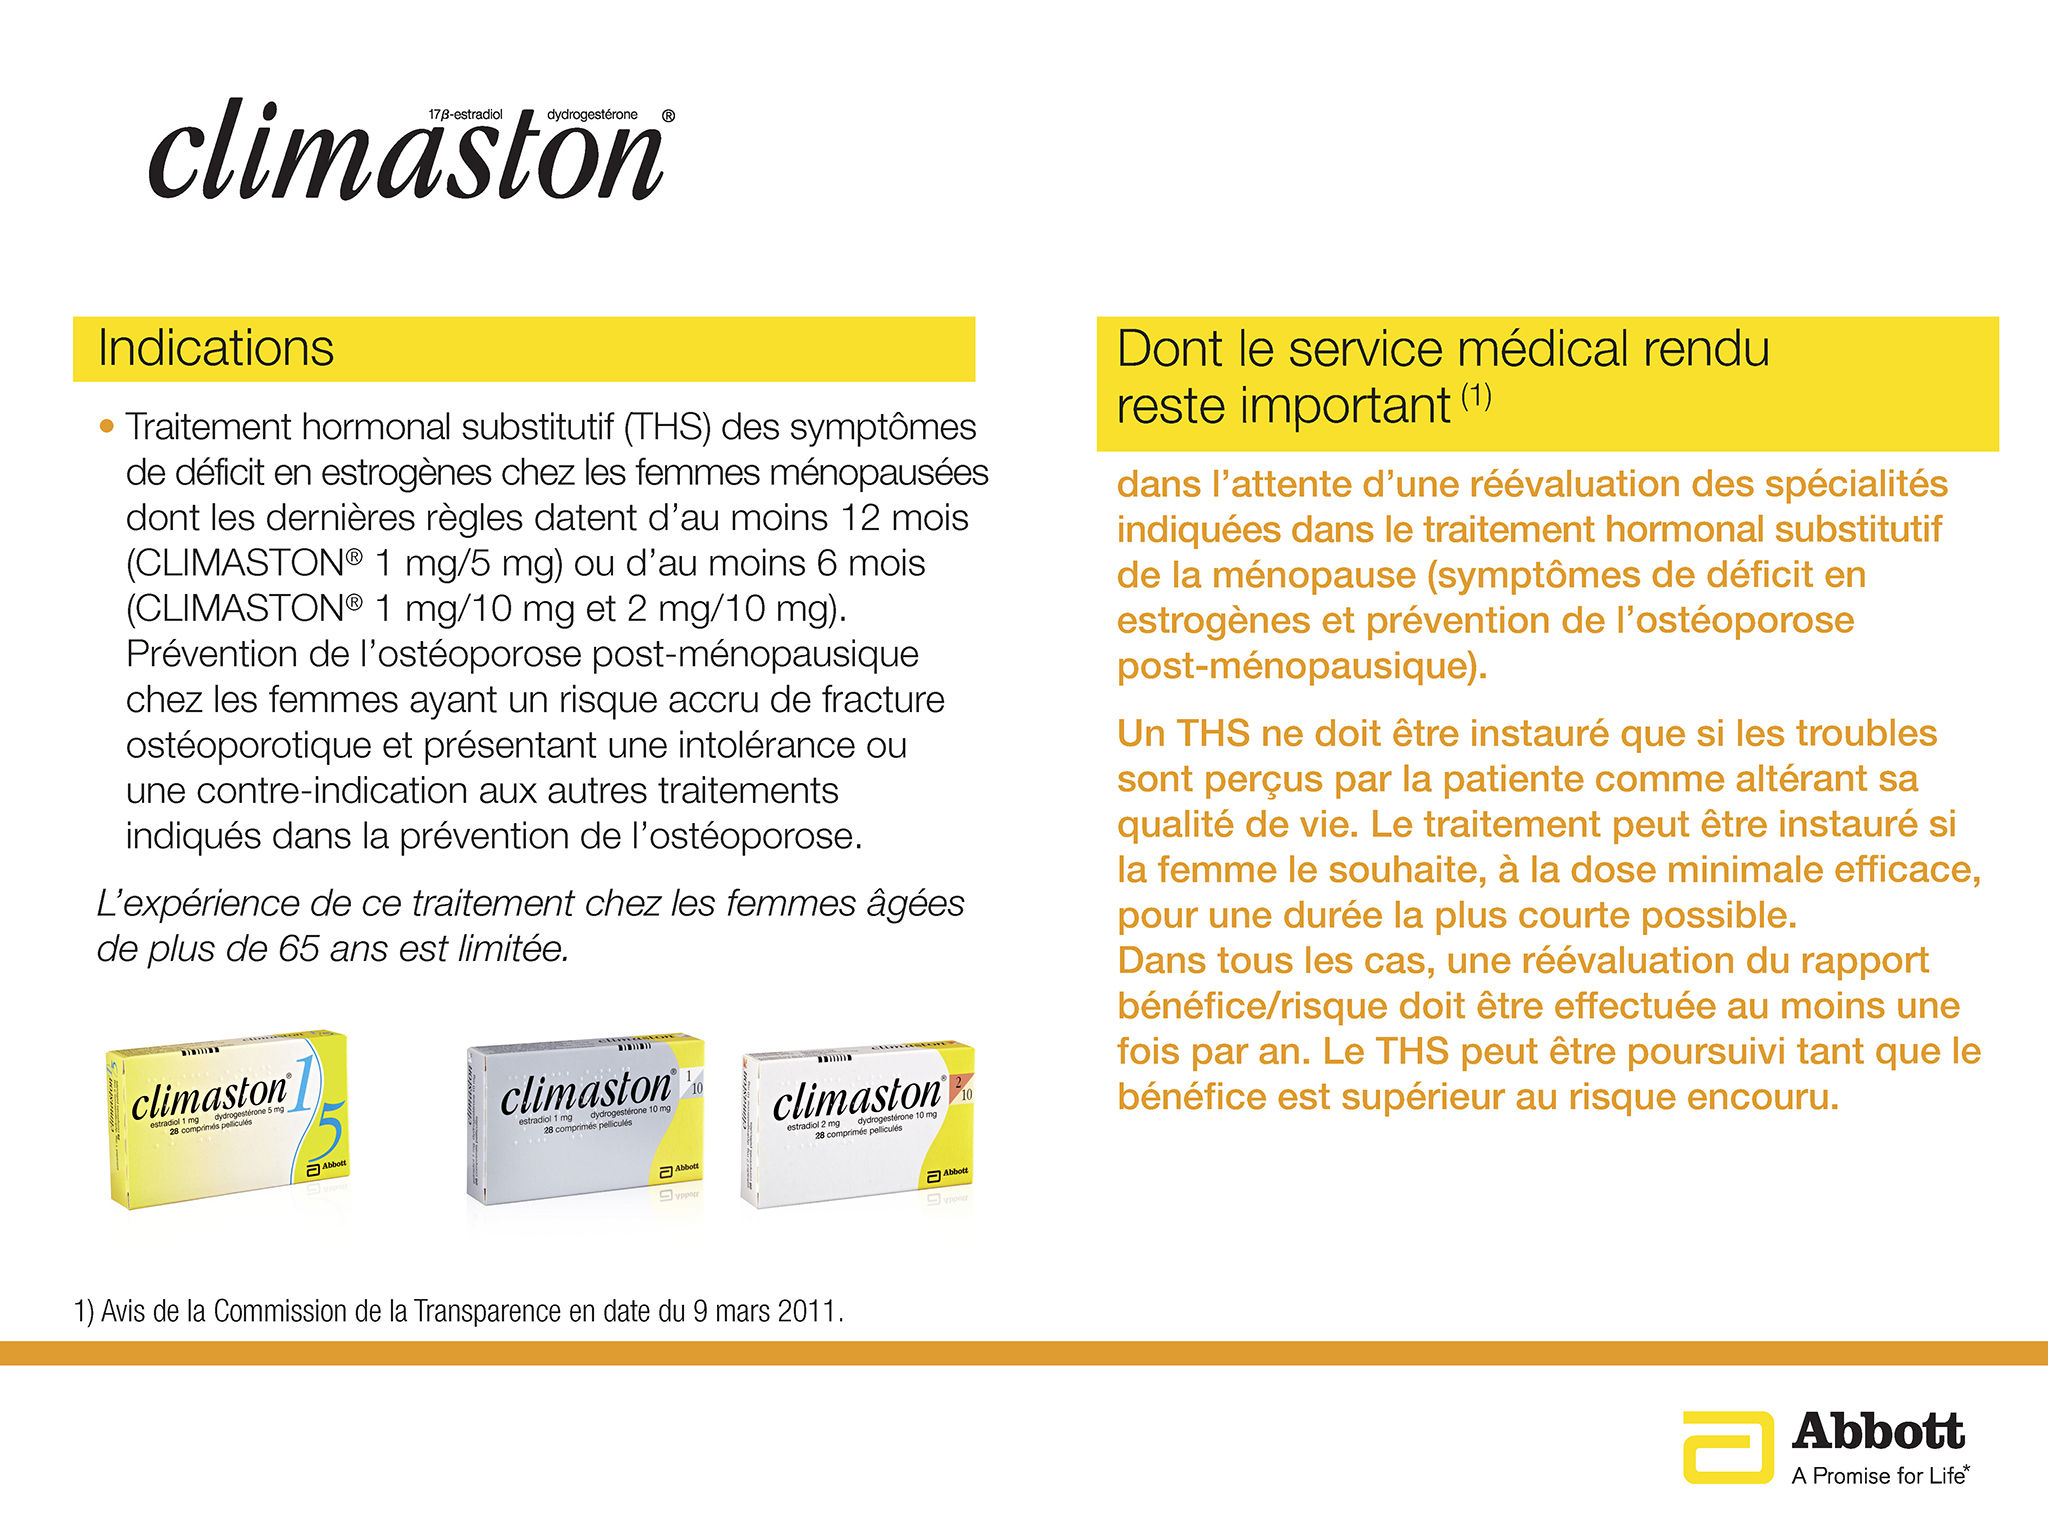 17β-estradiol dydrogestérone ®
climaston
Indications
• Traitement hormonal substitutif (THS) des symptômes
de déficit en estrogènes chez les femmes ménopausées
dont les dernières règles datent d’au moins 12 mois
(CLIMASTON® 1 mg/5 mg) ou d’au moins 6 mois
(CLIMASTON® 1 mg/10 mg et 2 mg/10 mg).
Prévention de l’ostéoporose post-ménopausique
chez les femmes ayant un risque accru de fracture
ostéoporotique et présentant une intolérance ou
une contre-indication aux autres traitements
indiqués dans la prévention de l’ostéoporose.
L’expérience de ce traitement chez les femmes âgées
de plus de 65 ans est limitée.
climaston® 1 5
estradiol 1 mg dydrogestérone 5 mg
28 comprimés pelliculés
Abbott
climaston® 1 10
estradiol 1 mg dydrogestérone 10 mg
28 comprimés pelliculés
Abbott
climaston® 2 10
estradiol 2 mg dydrogestérone 10 mg
28 comprimés pelliculés
Abbott
Dont le service médical rendu
reste important (1)
dans l’attente d’une réévaluation des spécialités
indiquées dans le traitement hormonal substitutif
de la ménopause (symptômes de déficit en
estrogènes et prévention de l’ostéoporose
post-ménopausique).
Un THS ne doit être instauré que si les troubles
sont perçus par la patiente comme altérant sa
qualité de vie. Le traitement peut être instauré si
la femme le souhaite, à la dose minimale efficace,
pour une durée la plus courte possible.
Dans tous les cas, une réévaluation du rapport
bénéfice/risque doit être effectuée au moins une
fois par an. Le THS peut être poursuivi tant que le
bénéfice est supérieur au risque encouru.
1) Avis de la Commission de la Transparence en date du 9 mars 2011.
Abbott
A Promise for Life*